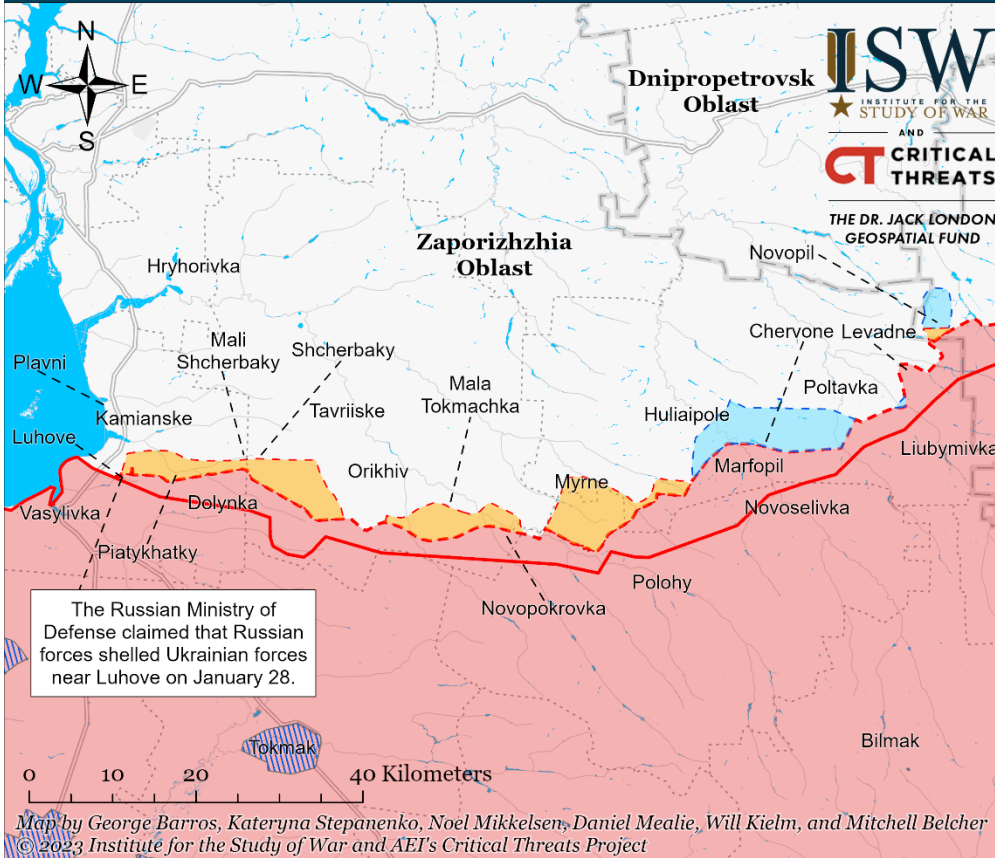 N
W
E
S
ISW
INSTITUTE FOR THE
STUDY OF WAR
AND
CT CRITICAL
THREATS
THE DR. JACK LONDON
GEOSPATIAL FUND
Dnipropetrovsk
Oblast
Zaporizhzhia
Oblast
Novopil
Hryhorivka
Mali
Shcherbaky
Shcherbaky
Chervone
Levadne
Plavni
Mala
Tokmachka
Poltavka
Kamianske
Tavriiske
Huliaipole
Luhove
Liubymivka
Orikhiv
Marfopil
Myrne
Vasylivka
Dolynka
Novoselivka
Piatykhatky
Polohy
Novopokrovka
The Russian Ministry of
Defense claimed that Russian
forces shelled Ukrainian forces
near Luhove on January 28.
Tokmak
Bilmak
0 10 20 40 Kilometers
Map by George Barros, Kateryna Stepanenko, Noel Mikkelsen, Daniel Mealie, Will Kielm, and Mitchell Belcher
© 2023 Institute for the Study of War and AEI's Critical Threats Project